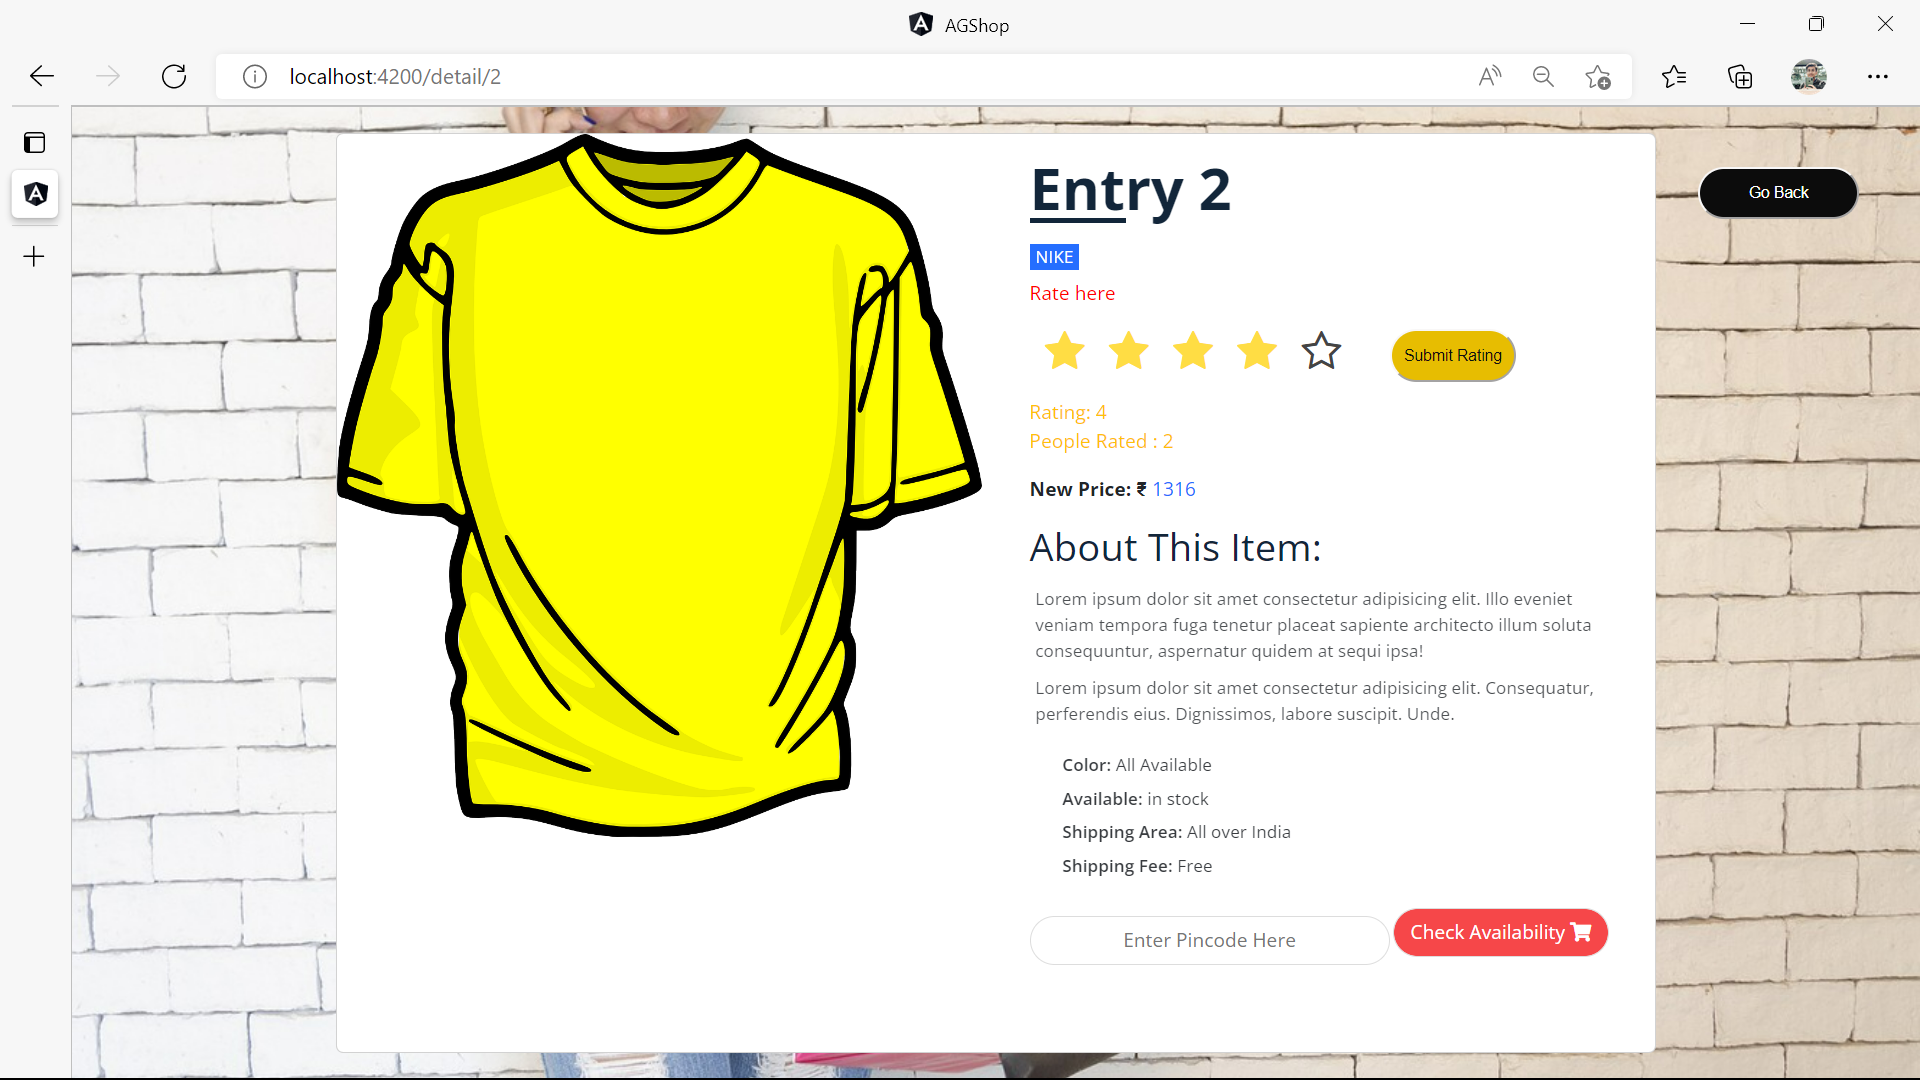 AGShop
localhost:4200/detail/2
Entry 2
Go Back
NIKE
Rate here
Submit Rating
Rating: 4
People Rated : 2
New Price: ₹ 1316
About This Item:
Lorem ipsum dolor sit amet consectetur adipisicing elit. Illo eveniet
veniam tempora fuga tenetur placeat sapiente architecto illum soluta
consequuntur, aspernatur quidem at sequi ipsa!
Lorem ipsum dolor sit amet consectetur adipisicing elit. Consequatur,
perferendis eius. Dignissimos, labore suscipit. Unde.
Color: All Available
Available: in stock
Shipping Area: All over India
Shipping Fee: Free
Enter Pincode Here
Check Availability